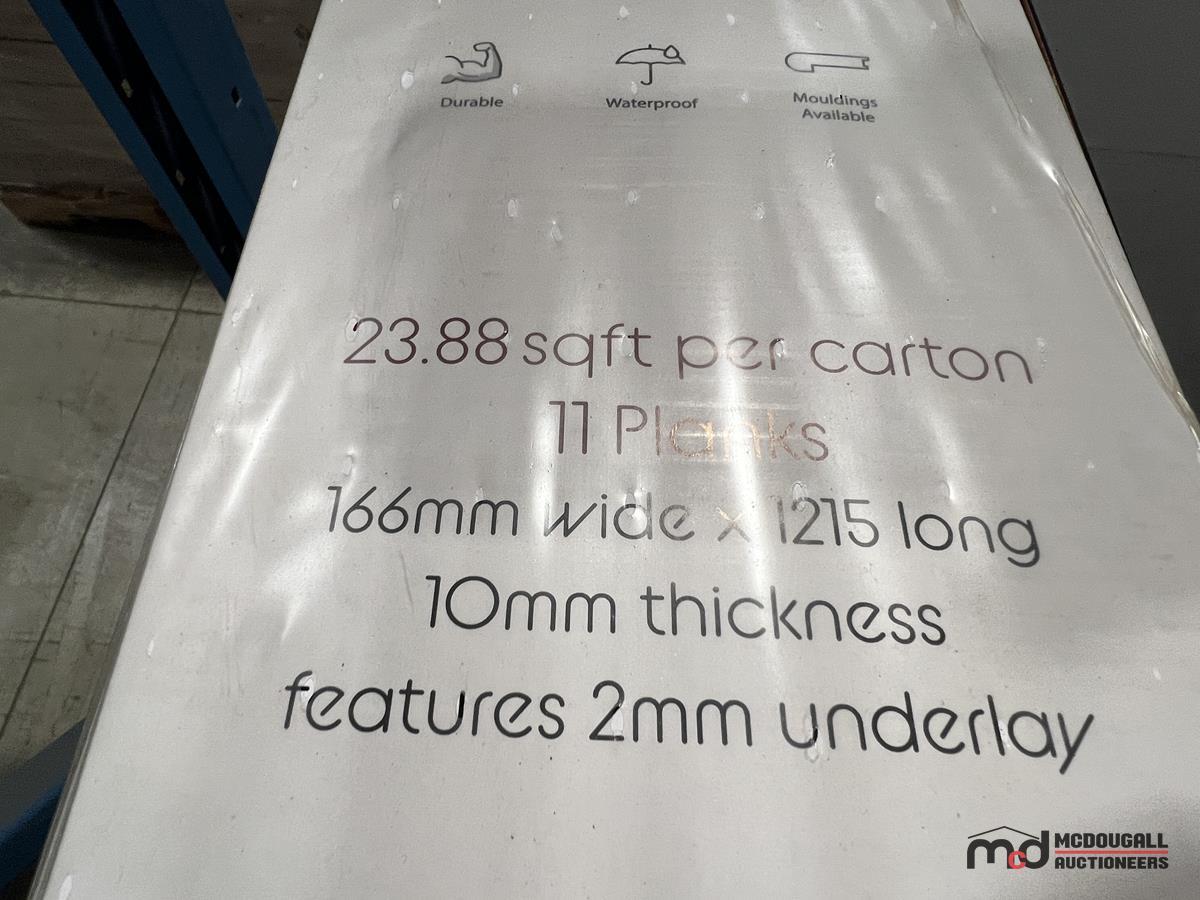 Durable
Waterproof
Mouldings
Available
23.88 sqft per carton
11 Planks
166mm wide x 1215 long
10mm thickness
features 2mm underlay
mcd MCDOUGALL
AUCTIONEERS